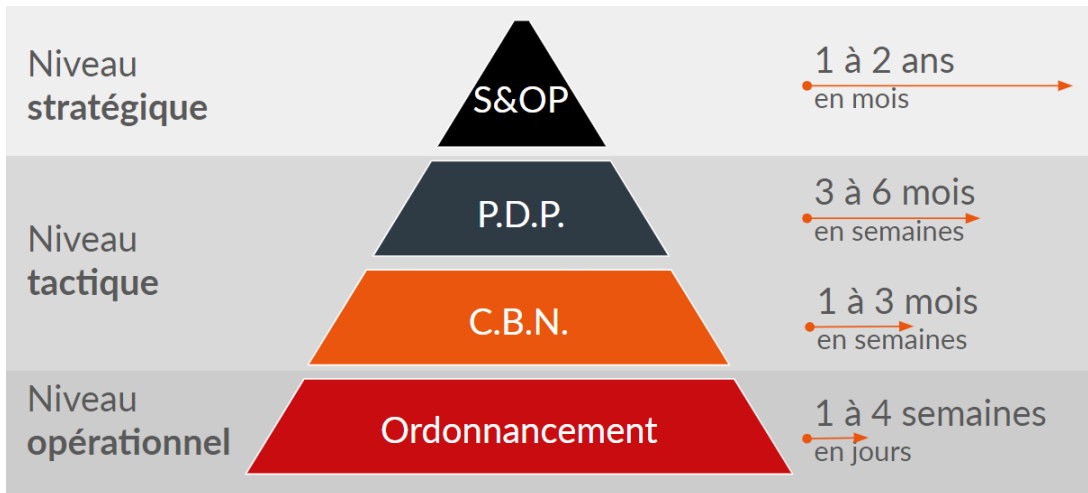 Niveau
stratégique
S&OP
1 à 2 ans
en mois
Niveau
tactique
P.D.P.
3 à 6 mois
en semaines
C.B.N.
1 à 3 mois
en semaines
Niveau
opérationnel
Ordonnancement
1 à 4 semaines
en jours